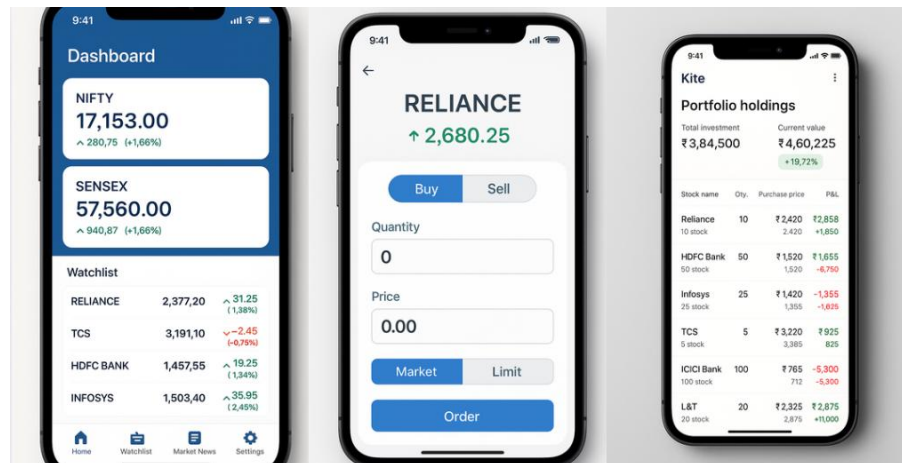 9:41
Dashboard
NIFTY
17,153.00
^ 280,75 (+1,66%)
SENSEX
57,560.00
^ 940,87 (+1,66%)
Watchlist
RELIANCE 2,377,20 ^ 31.25
(1,38%)
TCS 3,191,10 ⌄−2.45
(-0,75%)
HDFC BANK 1,457,55 ^ 19.25
(1,34%)
INFOSYS 1,503,40 ^ 35.95
(2,45%)
Home Watchlist Market News Settings
9:41
←
RELIANCE
↑ 2,680.25
Buy Sell
Quantity
0
Price
0.00
Market Limit
Order
9:41
Kite
Portfolio holdings
Total investment Current value
₹3,84,500 ₹4,60,225
+19,72%
Stock name Qty. Purchase price P&L
Reliance 10 ₹2,420 ₹2,858
10 stock 2.420 +1,850
HDFC Bank 50 ₹1,520 ₹1,655
50 stock 1,520 -6,750
Infosys 25 ₹1,420 -1,355
25 stock 1,355 -1,625
TCS 5 ₹3,220 ₹925
5 stock 3,385 825
ICICI Bank 100 ₹765 -5,300
100 stock 712 -5,300
L&T 20 ₹2,325 ₹2,875
20 stock 2,875 +11,000